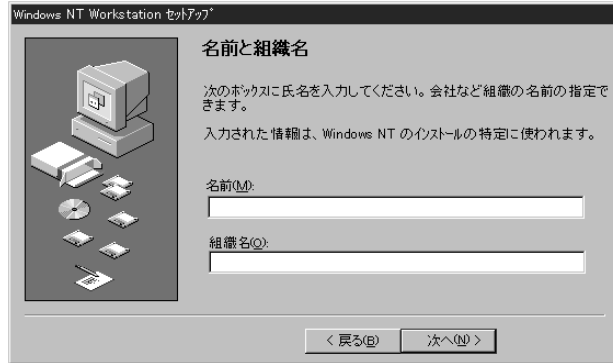 Windows NT Workstation ｾｯﾄｱｯﾌﾟ
名前と組織名
次のﾎﾞｯｸｽに氏名を入力してください。会社など組織の名前の指定で
きます。
入力された情報は、Windows NT のｲﾝｽﾄｰﾙの特定に使われます。
名前(M):
組織名(O):
< 戻る(B)
次へ(N) >